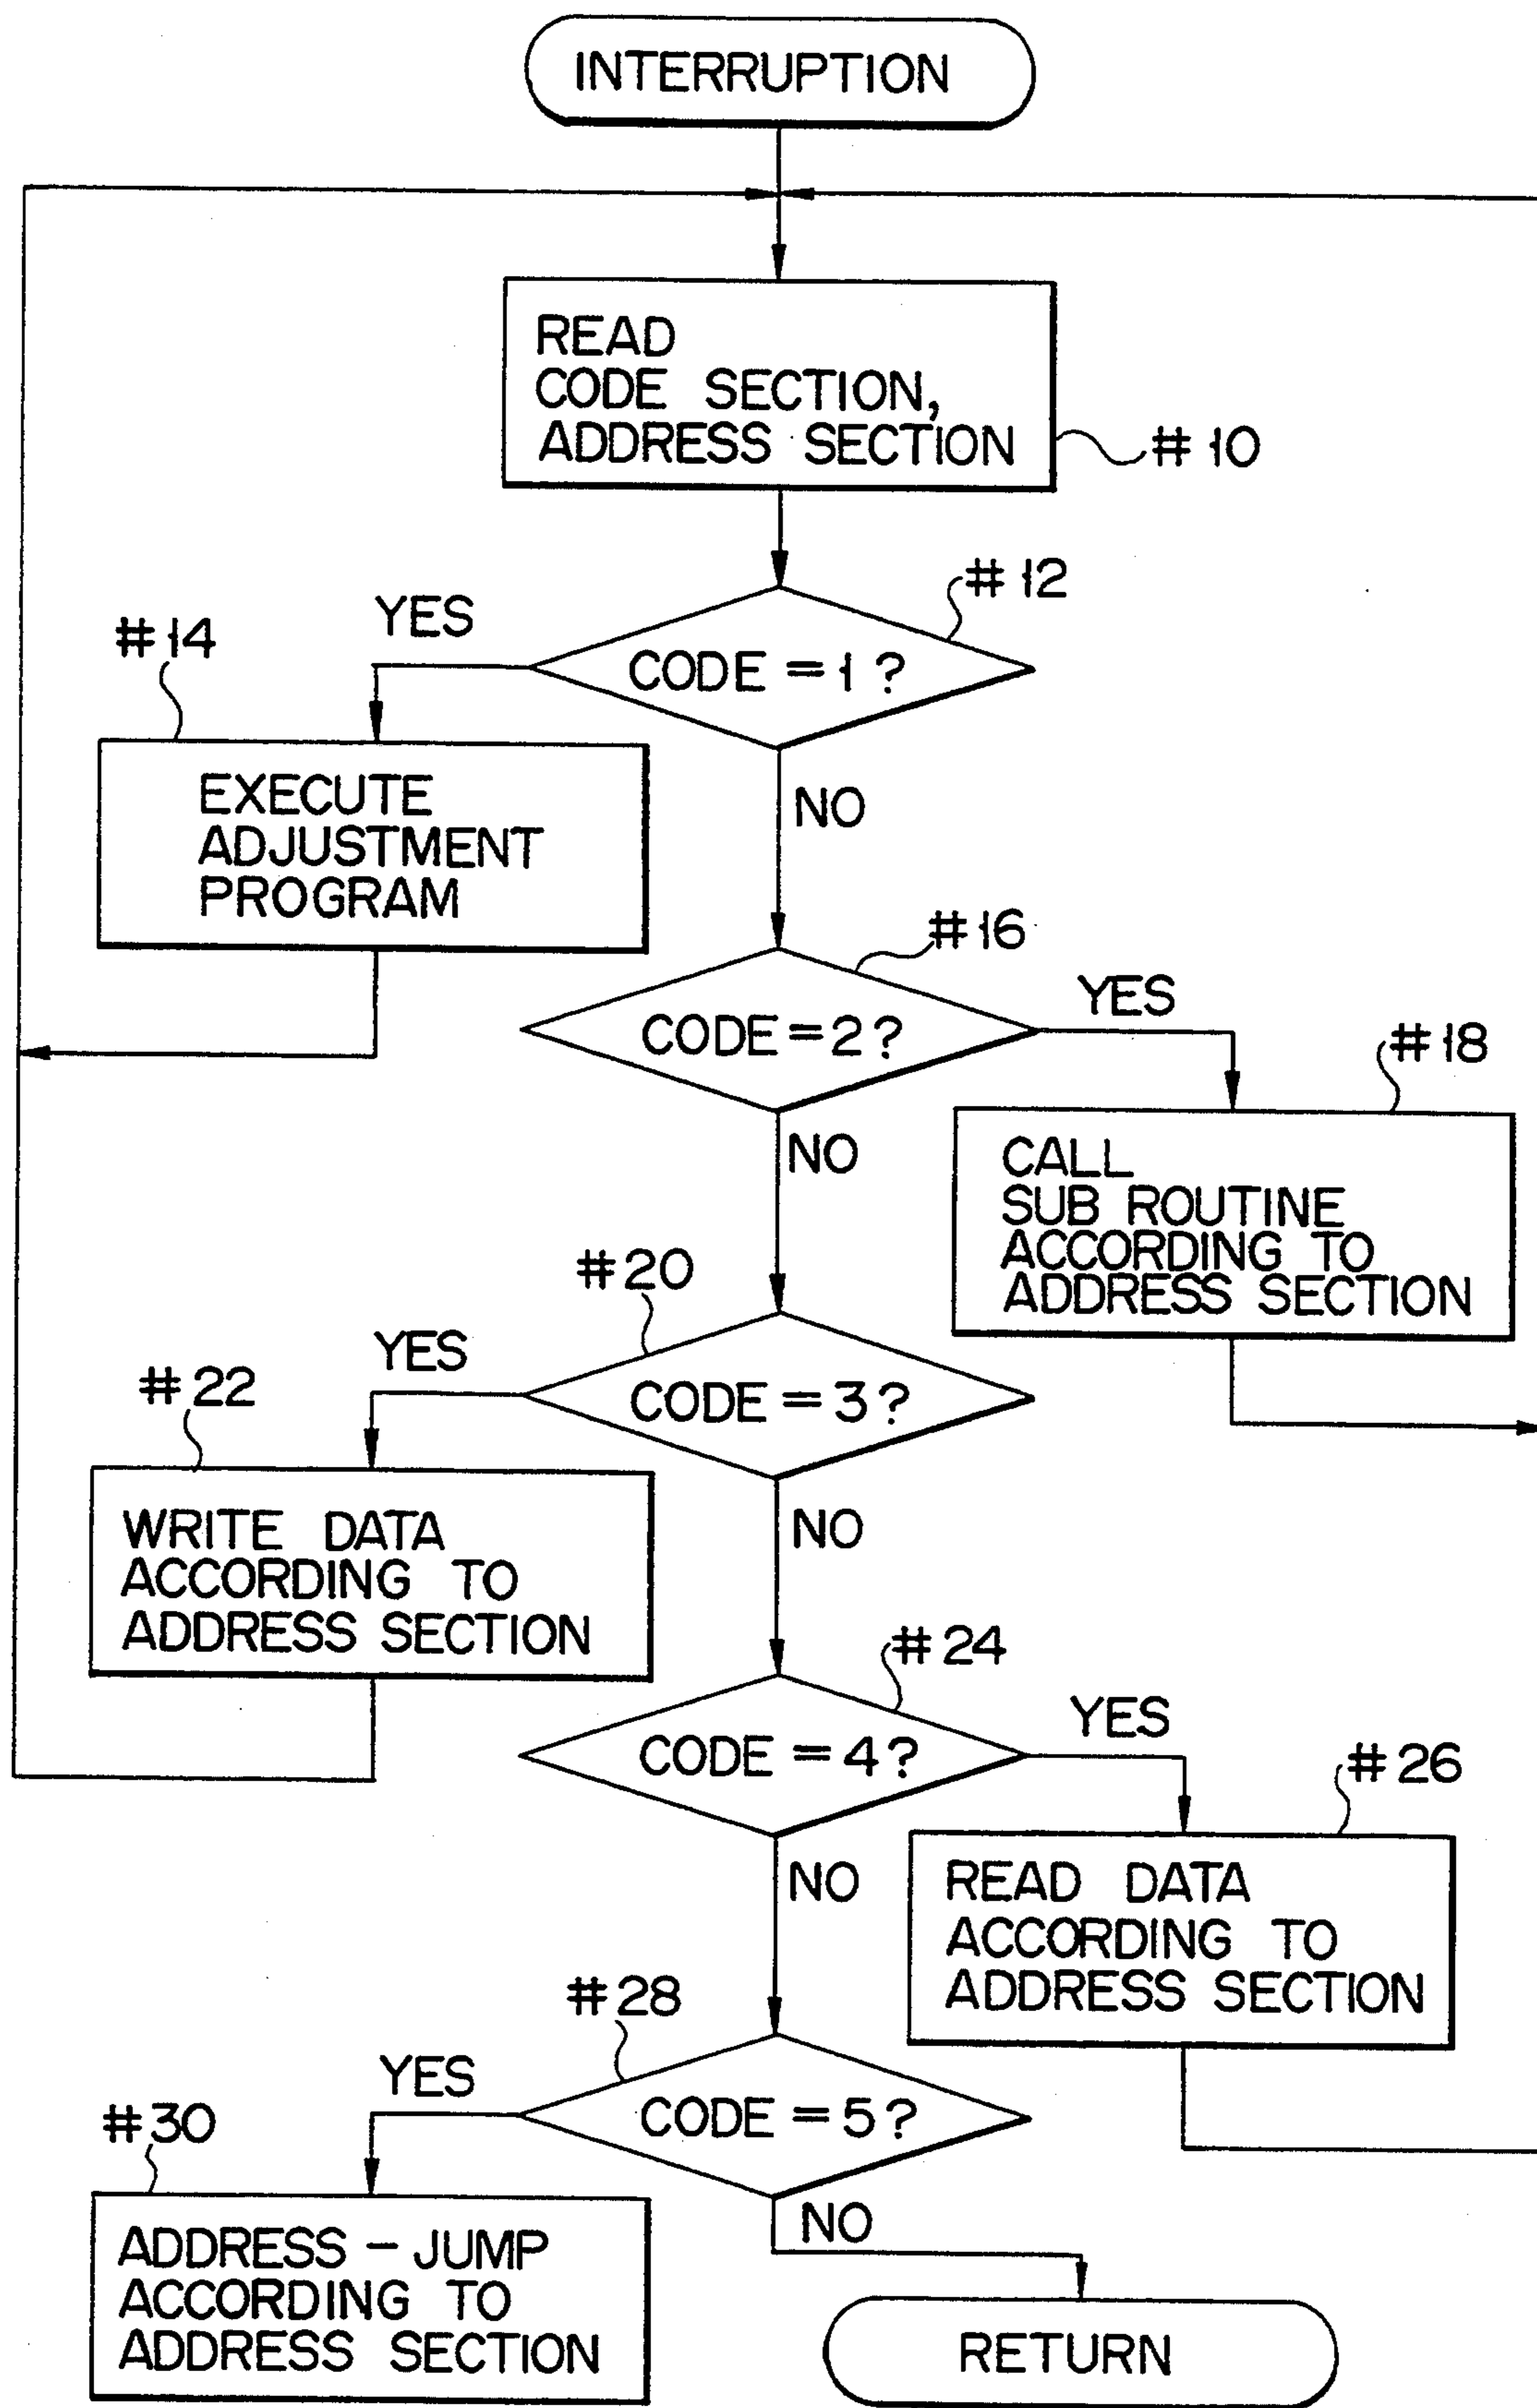 INTERRUPTION
READ
CODE SECTION,
ADDRESS SECTION
#10
#12
YES
#14
CODE = 1 ?
EXECUTE
ADJUSTMENT
PROGRAM
NO
#16
YES
CODE = 2 ?
#18
NO
CALL
SUB ROUTINE
ACCORDING TO
ADDRESS SECTION
#20
YES
#22
CODE = 3 ?
WRITE DATA
ACCORDING TO
ADDRESS SECTION
NO
#24
YES
CODE = 4 ?
#26
NO
READ DATA
ACCORDING TO
ADDRESS SECTION
#28
YES
CODE = 5 ?
#30
NO
ADDRESS - JUMP
ACCORDING TO
ADDRESS SECTION
RETURN